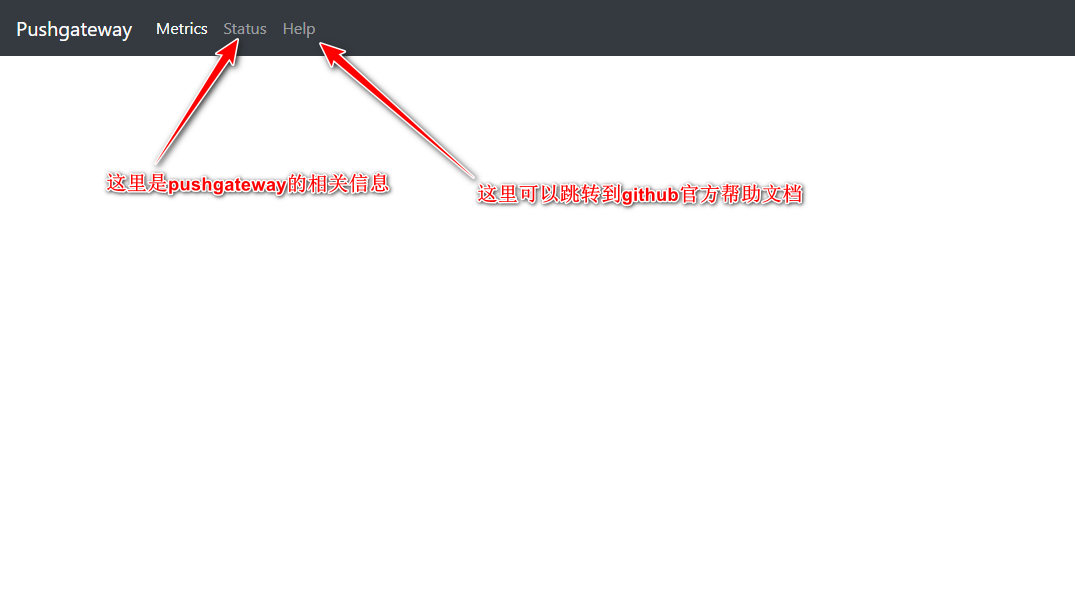 Pushgateway Metrics Status Help
这里是pushgateway的相关信息
这里可以跳转到github官方帮助文档